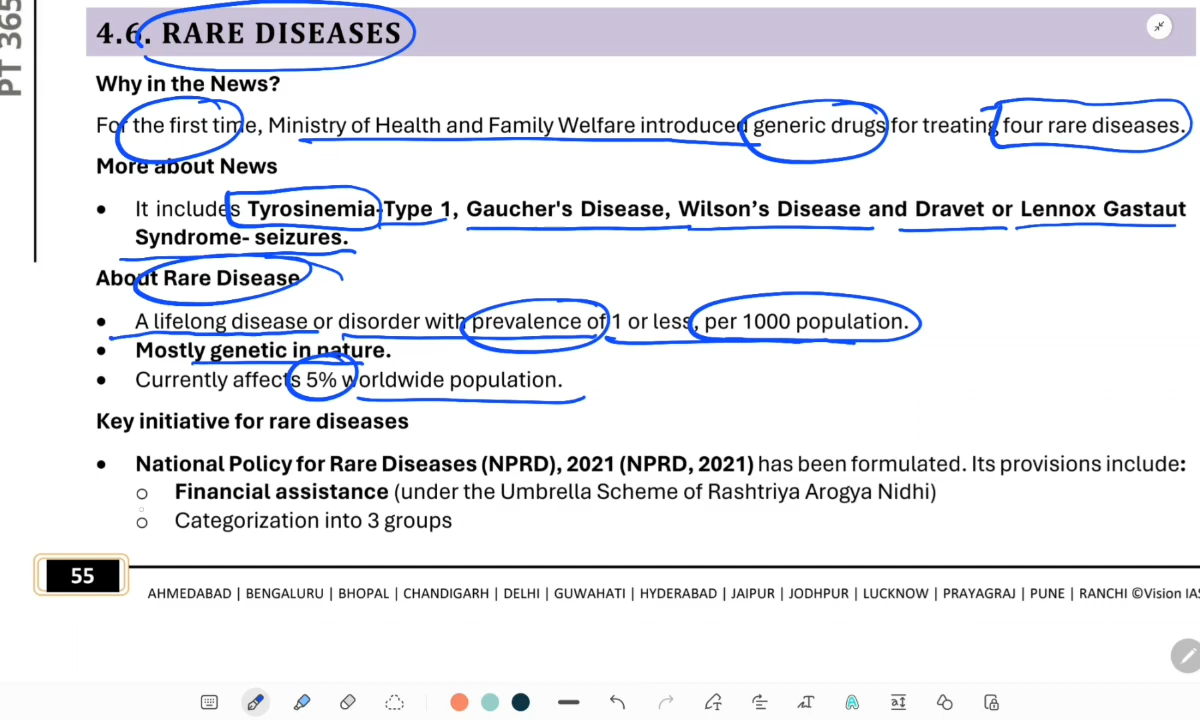 PT 365
4.6. RARE DISEASES
Why in the News?
For the first time, Ministry of Health and Family Welfare introduced generic drugs for treating four rare diseases.
More about News
• It includes Tyrosinemia-Type 1, Gaucher's Disease, Wilson’s Disease and Dravet or Lennox Gastaut
Syndrome- seizures.
About Rare Disease
• A lifelong disease or disorder with prevalence of 1 or less, per 1000 population.
• Mostly genetic in nature.
• Currently affects 5% worldwide population.
Key initiative for rare diseases
• National Policy for Rare Diseases (NPRD), 2021 (NPRD, 2021) has been formulated. Its provisions include:
o Financial assistance (under the Umbrella Scheme of Rashtriya Arogya Nidhi)
o Categorization into 3 groups
55
AHMEDABAD | BENGALURU | BHOPAL | CHANDIGARH | DELHI | GUWAHATI | HYDERABAD | JAIPUR | JODHPUR | LUCKNOW | PRAYAGRAJ | PUNE | RANCHI ©Vision IAS